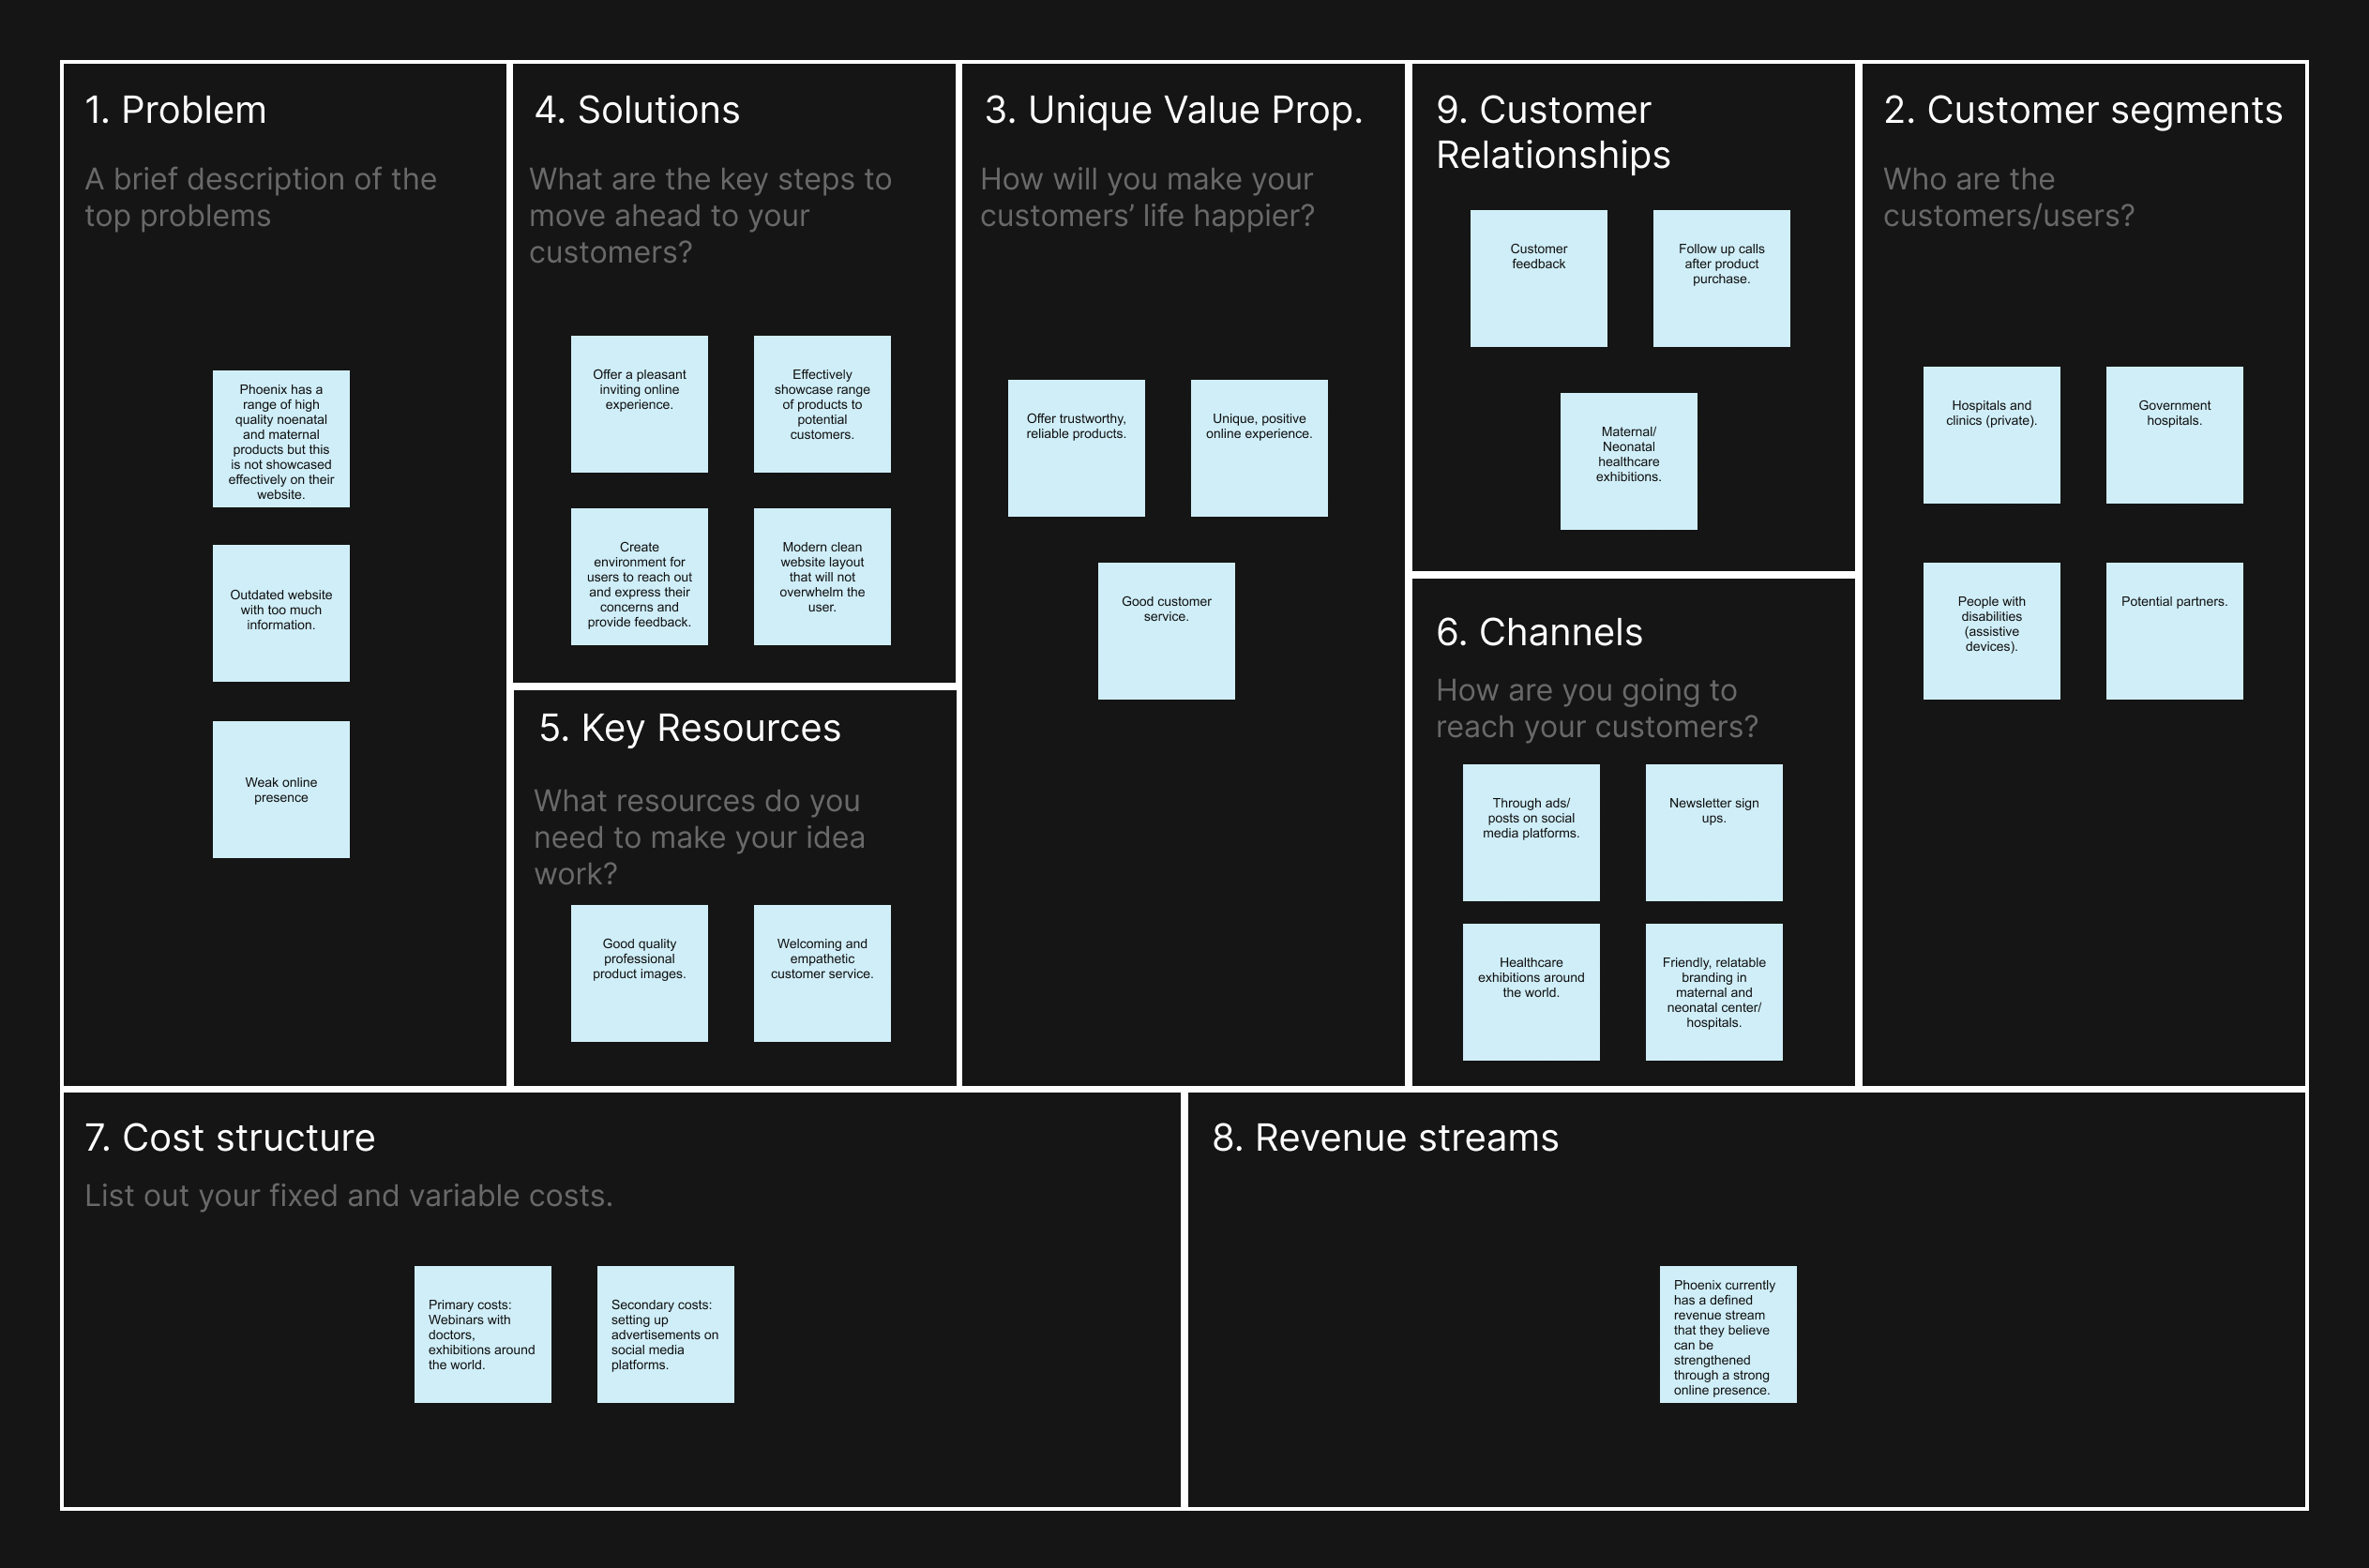 1. Problem
A brief description of the
top problems
Phoenix has a
range of high
quality noenatal
and maternal
products but this
is not showcased
effectively on their
website.
Outdated website
with too much
information.
Weak online
presence
4. Solutions
What are the key steps to
move ahead to your
customers?
Offer a pleasant
inviting online
experience.
Effectively
showcase range
of products to
potential
customers.
Create
environment for
users to reach out
and express their
concerns and
provide feedback.
Modern clean
website layout
that will not
overwhelm the
user.
5. Key Resources
What resources do you
need to make your idea
work?
Good quality
professional
product images.
Welcoming and
empathetic
customer service.
3. Unique Value Prop.
How will you make your
customers’ life happier?
Offer trustworthy,
reliable products.
Unique, positive
online experience.
Good customer
service.
9. Customer
Relationships
Customer
feedback
Follow up calls
after product
purchase.
Maternal/
Neonatal
healthcare
exhibitions.
6. Channels
How are you going to
reach your customers?
Through ads/
posts on social
media platforms.
Newsletter sign
ups.
Healthcare
exhibitions around
the world.
Friendly, relatable
branding in
maternal and
neonatal center/
hospitals.
2. Customer segments
Who are the
customers/users?
Hospitals and
clinics (private).
Government
hospitals.
People with
disabilities
(assistive
devices).
Potential partners.
7. Cost structure
List out your fixed and variable costs.
Primary costs:
Webinars with
doctors,
exhibitions around
the world.
Secondary costs:
setting up
advertisements on
social media
platforms.
8. Revenue streams
Phoenix currently
has a defined
revenue stream
that they believe
can be
strengthened
through a strong
online presence.